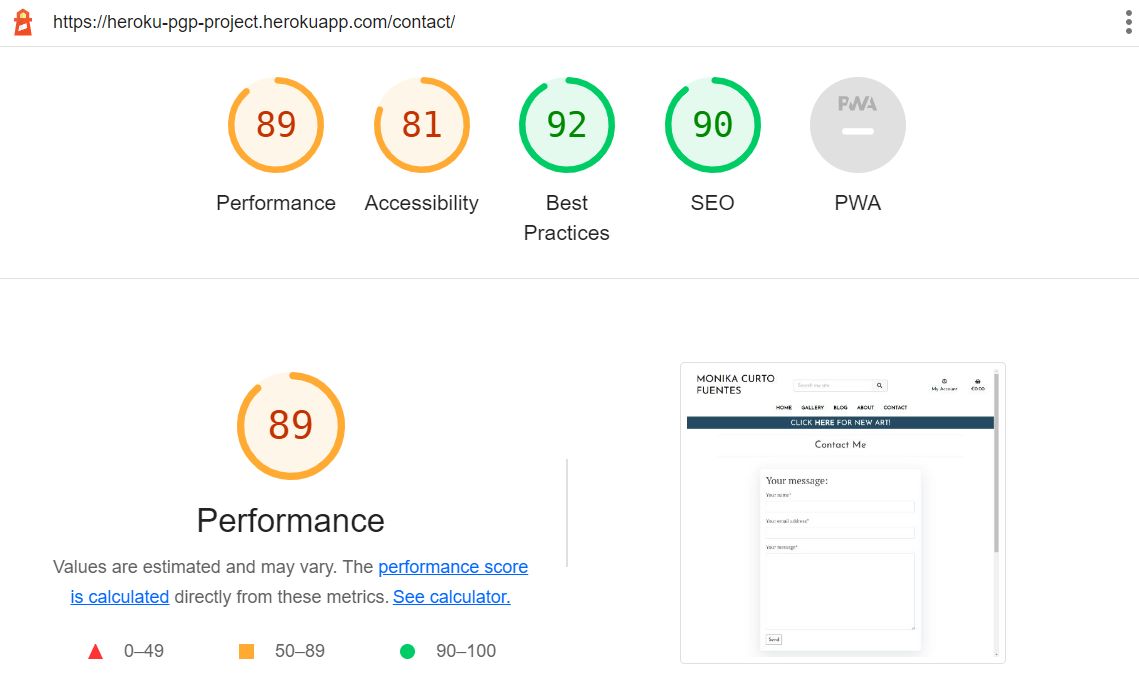 https://heroku-pgp-project.herokuapp.com/contact/
89
81
92
90
PWA
Performance
Accessibility
Best
Practices
SEO
PWA
89
Performance
Values are estimated and may vary. The performance score
is calculated directly from these metrics. See calculator.
0–49
50–89
90–100
MONIKA CURTO
FUENTES
Search my site
My Account
€0.00
HOME GALLERY BLOG ABOUT CONTACT
CLICK HERE FOR NEW ART!
Contact Me
Your message:
Your name*
Your email address*
Your message*
Send